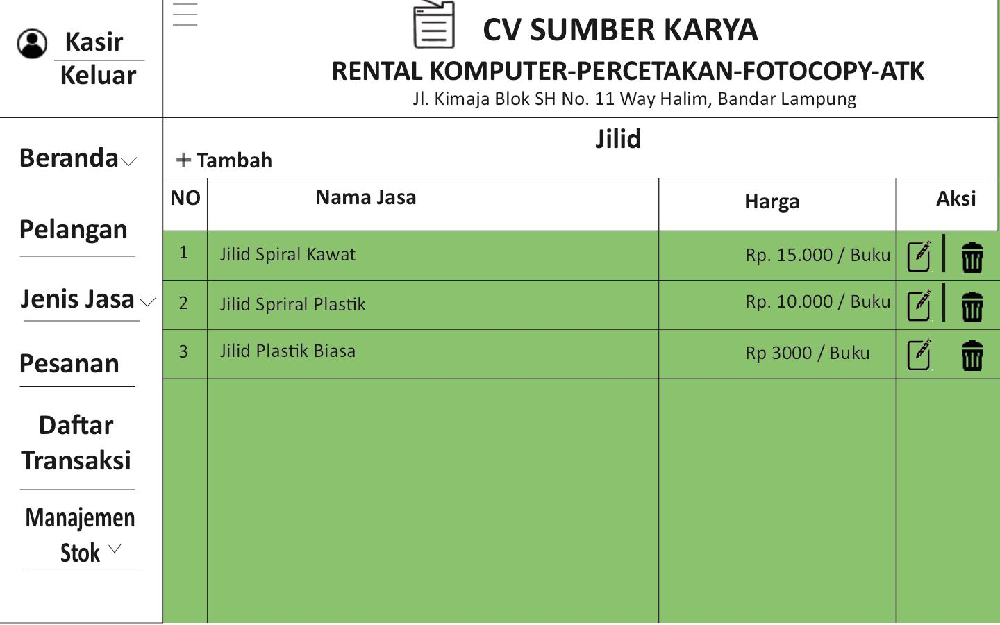 Kasir
Keluar
CV SUMBER KARYA
RENTAL KOMPUTER-PERCETAKAN-FOTOCOPY-ATK
Jl. Kimaja Blok SH No. 11 Way Halim, Bandar Lampung
Beranda
Pelangan
Jenis Jasa
Pesanan
Daftar
Transaksi
Manajemen
Stok
Jilid
+ Tambah
NO Nama Jasa Harga Aksi
1 Jilid Spiral Kawat Rp. 15.000 / Buku
2 Jilid Spriral Plastik Rp. 10.000 / Buku
3 Jilid Plastik Biasa Rp 3000 / Buku